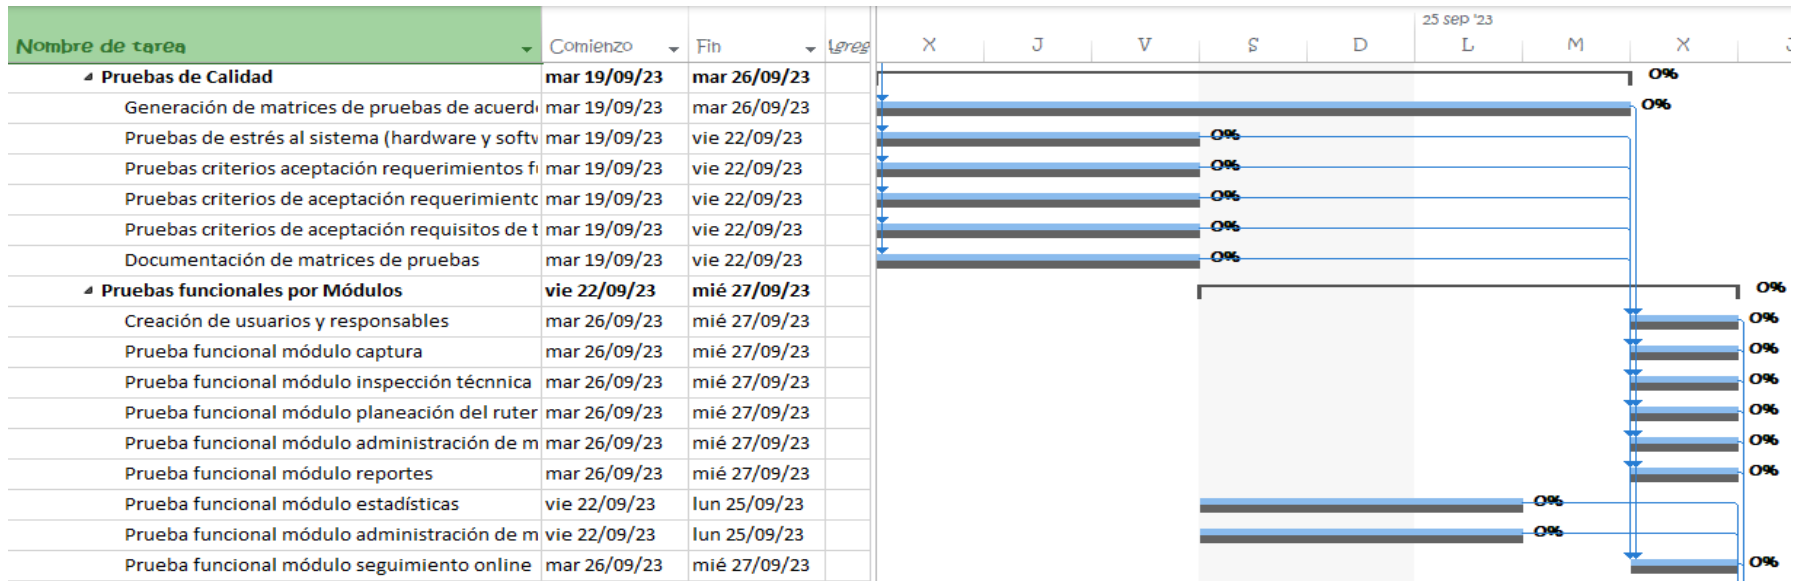 25 sep '23
Nombre de tarea Comienzo Fin Agreg X J V S D L M X J
Pruebas de Calidad mar 19/09/23 mar 26/09/23 0%
Generación de matrices de pruebas de acuerd mar 19/09/23 mar 26/09/23 0%
Pruebas de estrés al sistema (hardware y softw mar 19/09/23 vie 22/09/23 0%
Pruebas criterios aceptación requerimientos fu mar 19/09/23 vie 22/09/23 0%
Pruebas criterios de aceptación requerimiento mar 19/09/23 vie 22/09/23 0%
Pruebas criterios de aceptación requisitos de t mar 19/09/23 vie 22/09/23 0%
Documentación de matrices de pruebas mar 19/09/23 vie 22/09/23 0%
Pruebas funcionales por Módulos vie 22/09/23 mié 27/09/23 0%
Creación de usuarios y responsables mar 26/09/23 mié 27/09/23 0%
Prueba funcional módulo captura mar 26/09/23 mié 27/09/23 0%
Prueba funcional módulo inspección técnnica mar 26/09/23 mié 27/09/23 0%
Prueba funcional módulo planeación del ruter mar 26/09/23 mié 27/09/23 0%
Prueba funcional módulo administración de m mar 26/09/23 mié 27/09/23 0%
Prueba funcional módulo reportes mar 26/09/23 mié 27/09/23 0%
Prueba funcional módulo estadísticas vie 22/09/23 lun 25/09/23 0%
Prueba funcional módulo administración de m vie 22/09/23 lun 25/09/23 0%
Prueba funcional módulo seguimiento online mar 26/09/23 mié 27/09/23 0%